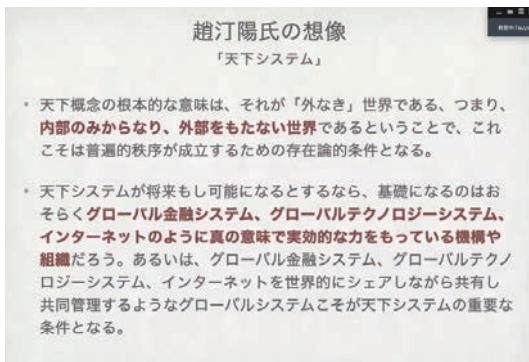 趙汀陽氏の想像
「天下システム」
• 天下概念の根本的な意味は、それが「外なき」世界である、つまり、
内部のみからなり、外部をもたない世界であるということで、これ
こそは普遍的秩序が成立するための存在論的条件となる。
• 天下システムが将来もし可能になるとするなら、基礎になるのはお
そらくグローバル金融システム、グローバルテクノロジーシステム、
インターネットのように真の意味で実効的な力をもっている機構や
組織だろう。あるいは、グローバル金融システム、グローバルテクノ
ロジーシステム、インターネットを世界的にシェアしながら共有し
共同管理するようなグローバルシステムこそが天下システムの重要な
条件となる。